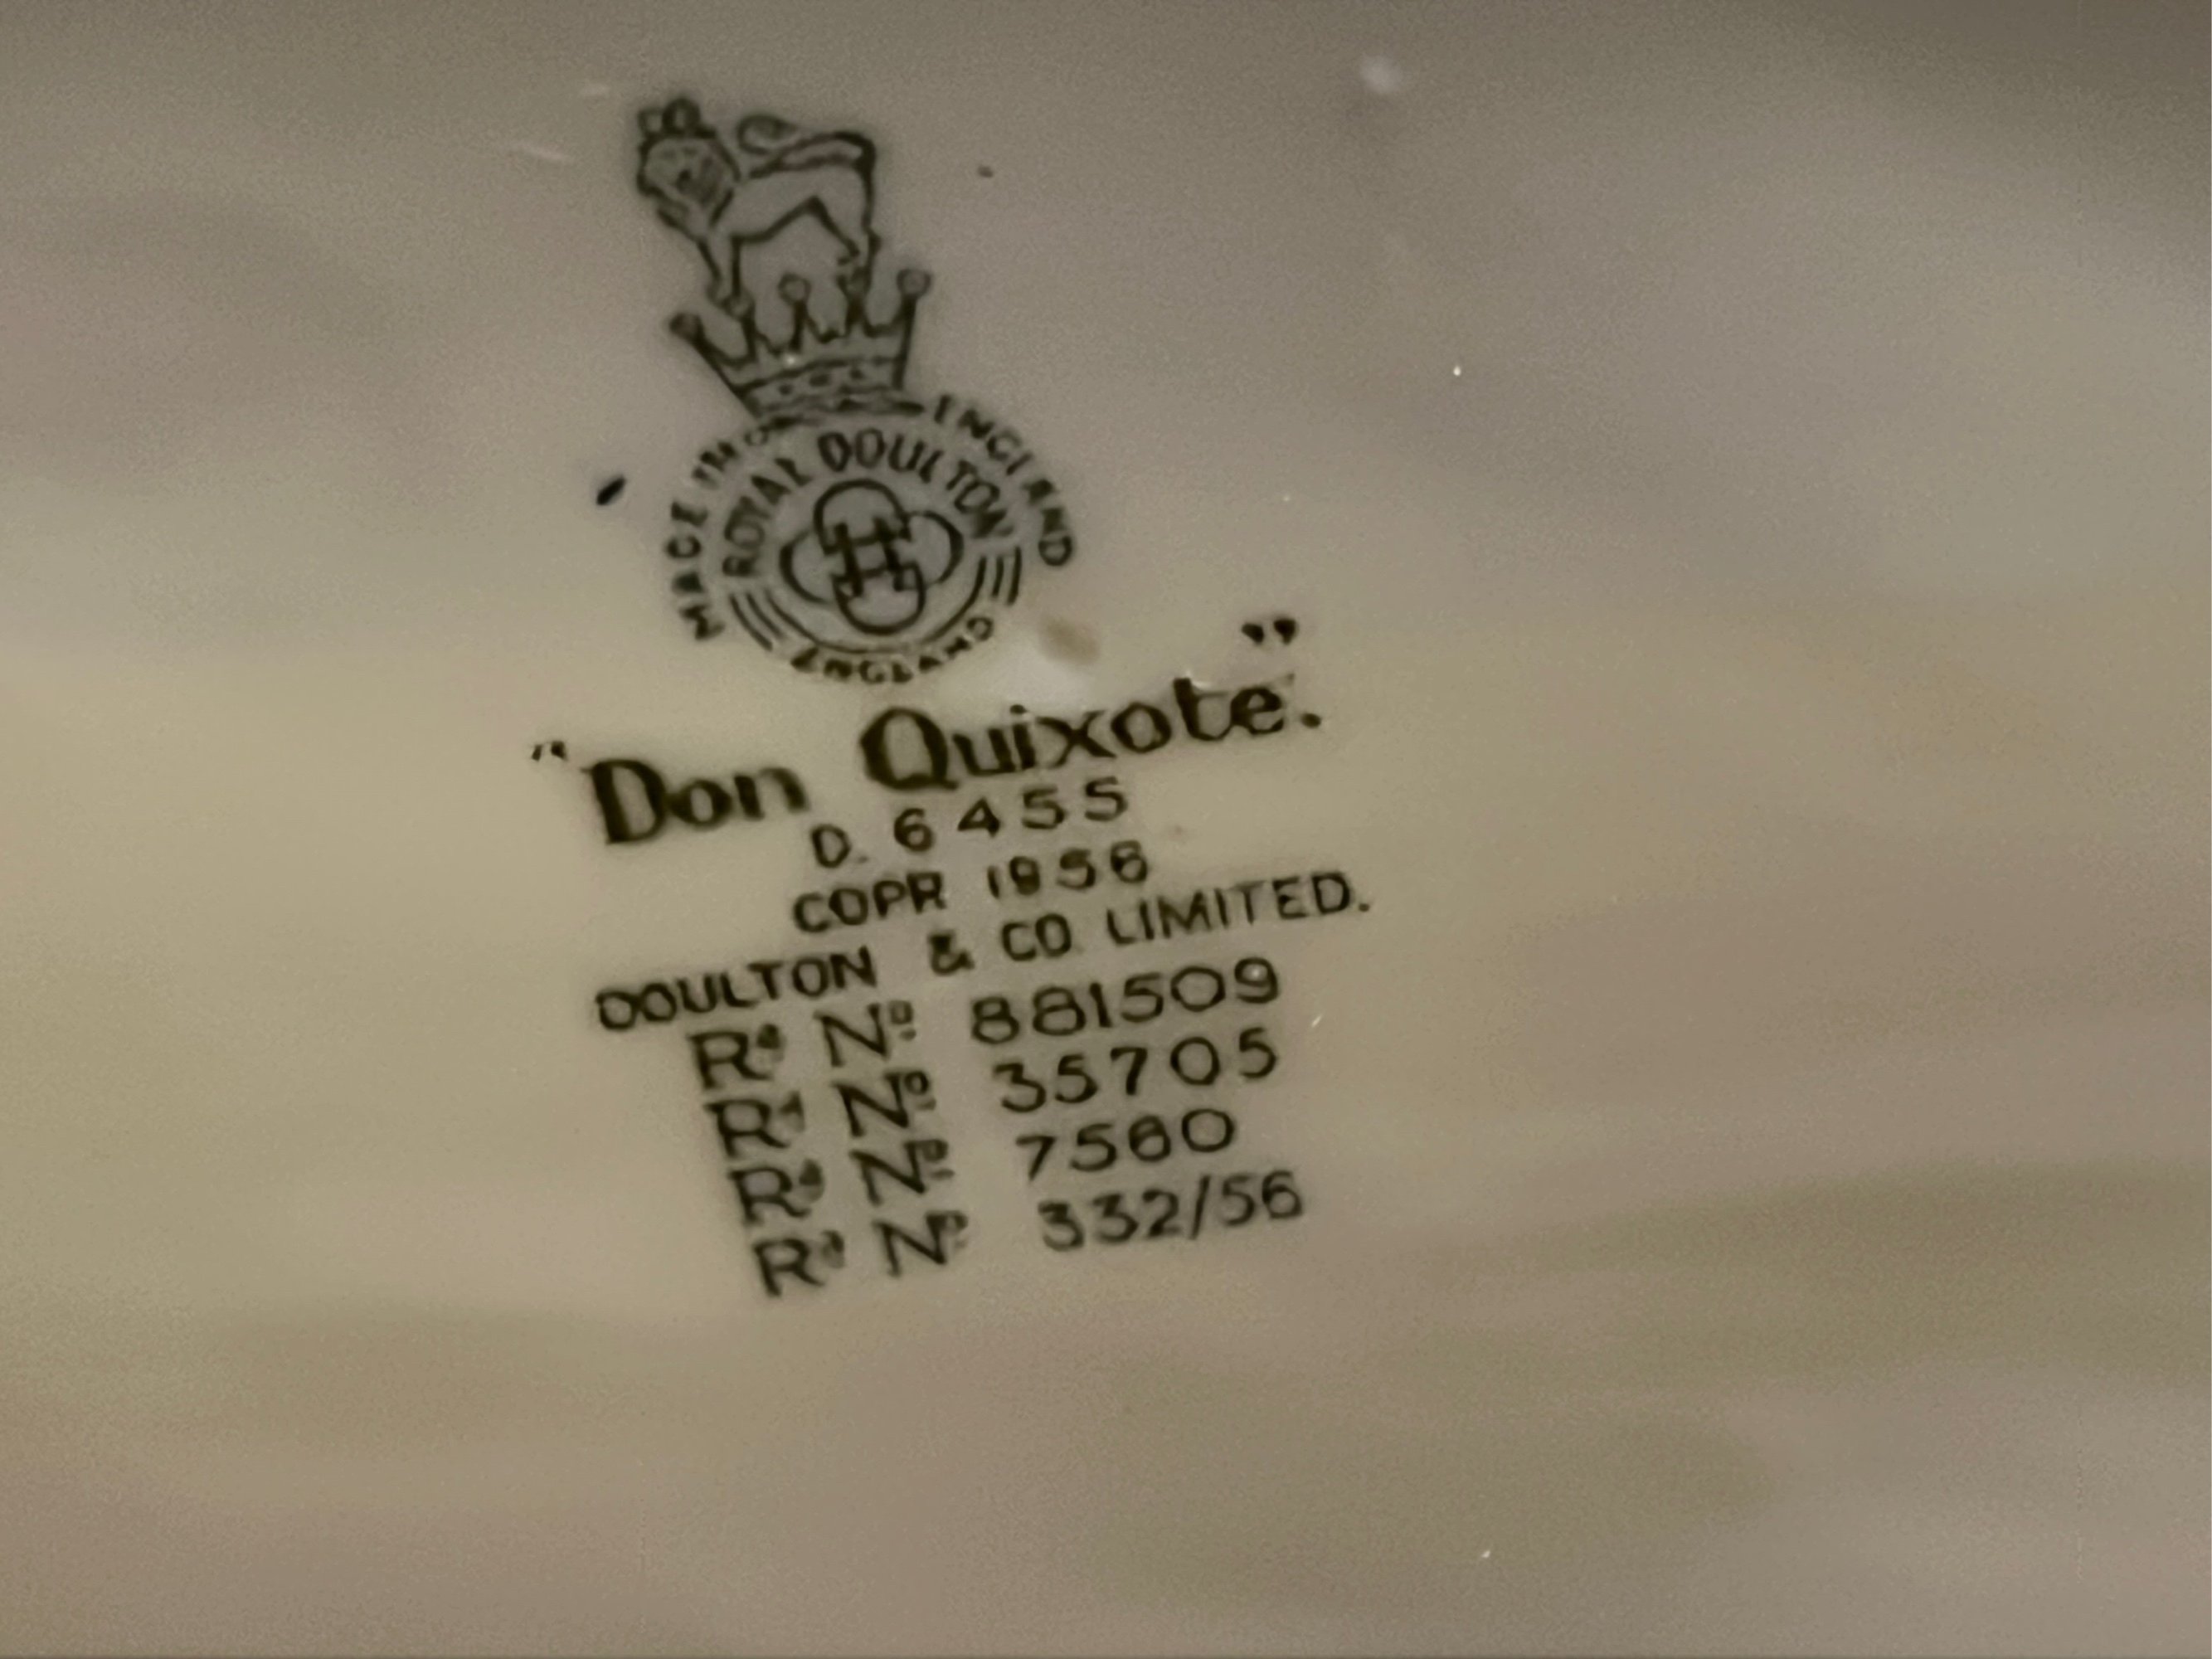 MADE IN ENGLAND
ROYAL DOULTON
ENGLAND
"Don Quixote."
D. 6455
COPR 1956
DOULTON & CO LIMITED.
Rd No 881509
Rd No 35705
Rd No 7560
Rd No 332/56